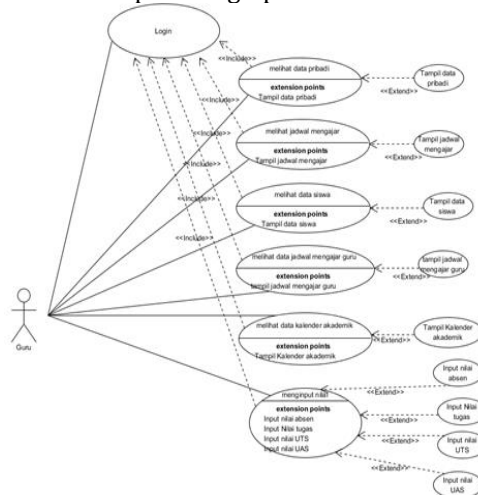 Login
<<Include>>
melihat data pribadi
extension points
Tampil data pribadi
<<Extend>>
Tampil data
pribadi
<<Include>>
melihat jadwal mengajar
extension points
Tampil jadwal mengajar
<<Extend>>
Tampil jadwal
mengajar
<<Include>>
<<Include>>
melihat data siswa
extension points
Tampil data siswa
<<Extend>>
Tampil data
siswa
<<Include>>
<<Include>>
melihat data jadwal mengajar guru
extension points
tampil jadwal mengajar guru
<<Extend>>
tampil jadwal
mengajar guru
Guru
melihat data kalender akademik
extension points
Tampil Kalender akademik
<<Extend>>
Tampil Kalender
akademik
menginput nilai
extension points
Input nilai absen
Input Nilai tugas
Input nilai UTS
Input nilai UAS
<<Extend>>
Input nilai
absen
<<Extend>>
Input Nilai
tugas
<<Extend>>
Input nilai
UTS
<<Extend>>
Input nilai
UAS